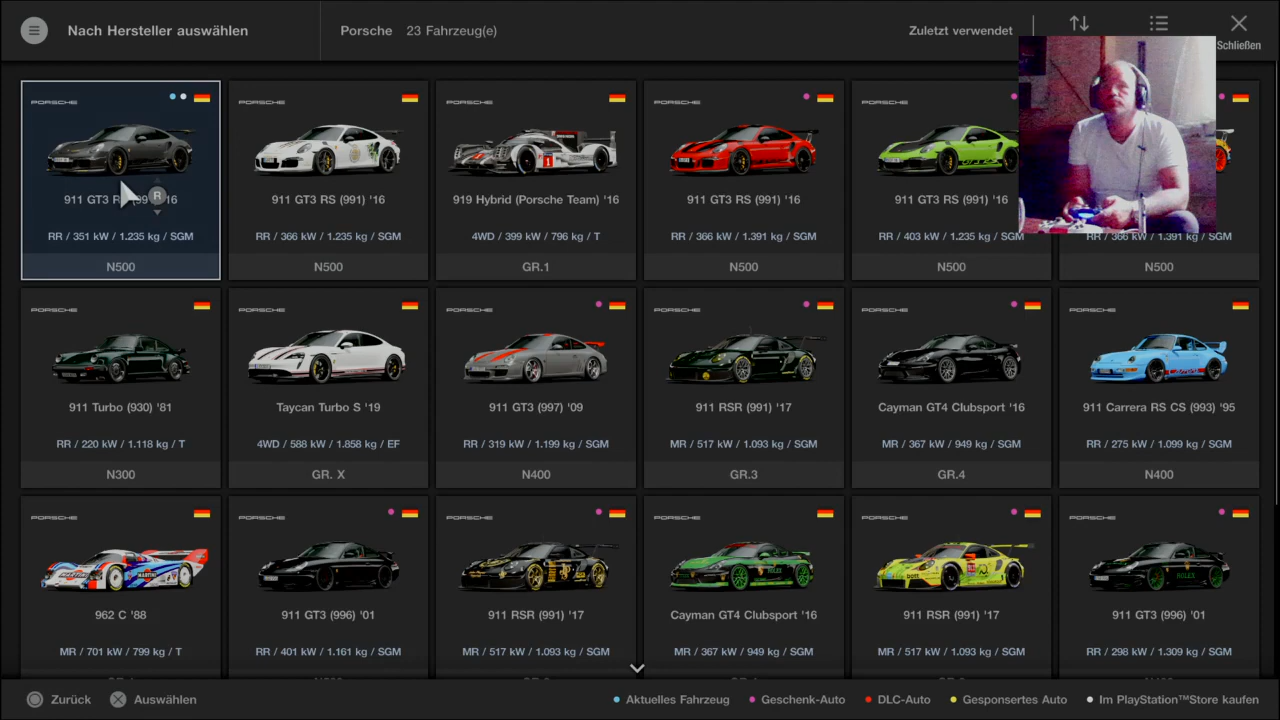 Nach Hersteller auswählen
Porsche 23 Fahrzeug(e)
Zuletzt verwendet
Schließen
PORSCHE
911 GT3 R 16
RR / 351 kW / 1.235 kg / SGM
N500
PORSCHE
911 GT3 RS (991) '16
RR / 366 kW / 1.235 kg / SGM
N500
PORSCHE
919 Hybrid (Porsche Team) '16
4WD / 399 kW / 796 kg / T
GR.1
PORSCHE
911 GT3 RS (991) '16
RR / 366 kW / 1.391 kg / SGM
N500
PORSCHE
911 GT3 RS (991) '16
RR / 403 kW / 1.235 kg / SGM
N500
RR / 366 kW / 1.391 kg / SGM
N500
PORSCHE
911 Turbo (930) '81
RR / 220 kW / 1.118 kg / T
N300
PORSCHE
Taycan Turbo S '19
4WD / 588 kW / 1.858 kg / EF
GR. X
PORSCHE
911 GT3 (997) '09
RR / 319 kW / 1.199 kg / SGM
N400
PORSCHE
911 RSR (991) '17
MR / 517 kW / 1.093 kg / SGM
GR.3
PORSCHE
Cayman GT4 Clubsport '16
MR / 367 kW / 949 kg / SGM
GR.4
PORSCHE
911 Carrera RS CS (993) '95
RR / 275 kW / 1.099 kg / SGM
N400
PORSCHE
962 C '88
MR / 701 kW / 799 kg / T
PORSCHE
911 GT3 (996) '01
RR / 401 kW / 1.161 kg / SGM
PORSCHE
911 RSR (991) '17
MR / 517 kW / 1.093 kg / SGM
PORSCHE
Cayman GT4 Clubsport '16
MR / 367 kW / 949 kg / SGM
PORSCHE
911 RSR (991) '17
MR / 517 kW / 1.093 kg / SGM
PORSCHE
911 GT3 (996) '01
RR / 298 kW / 1.309 kg / SGM
Zurück Auswählen
Aktuelles Fahrzeug Geschenk-Auto DLC-Auto Gesponsertes Auto Im PlayStation™Store kaufen